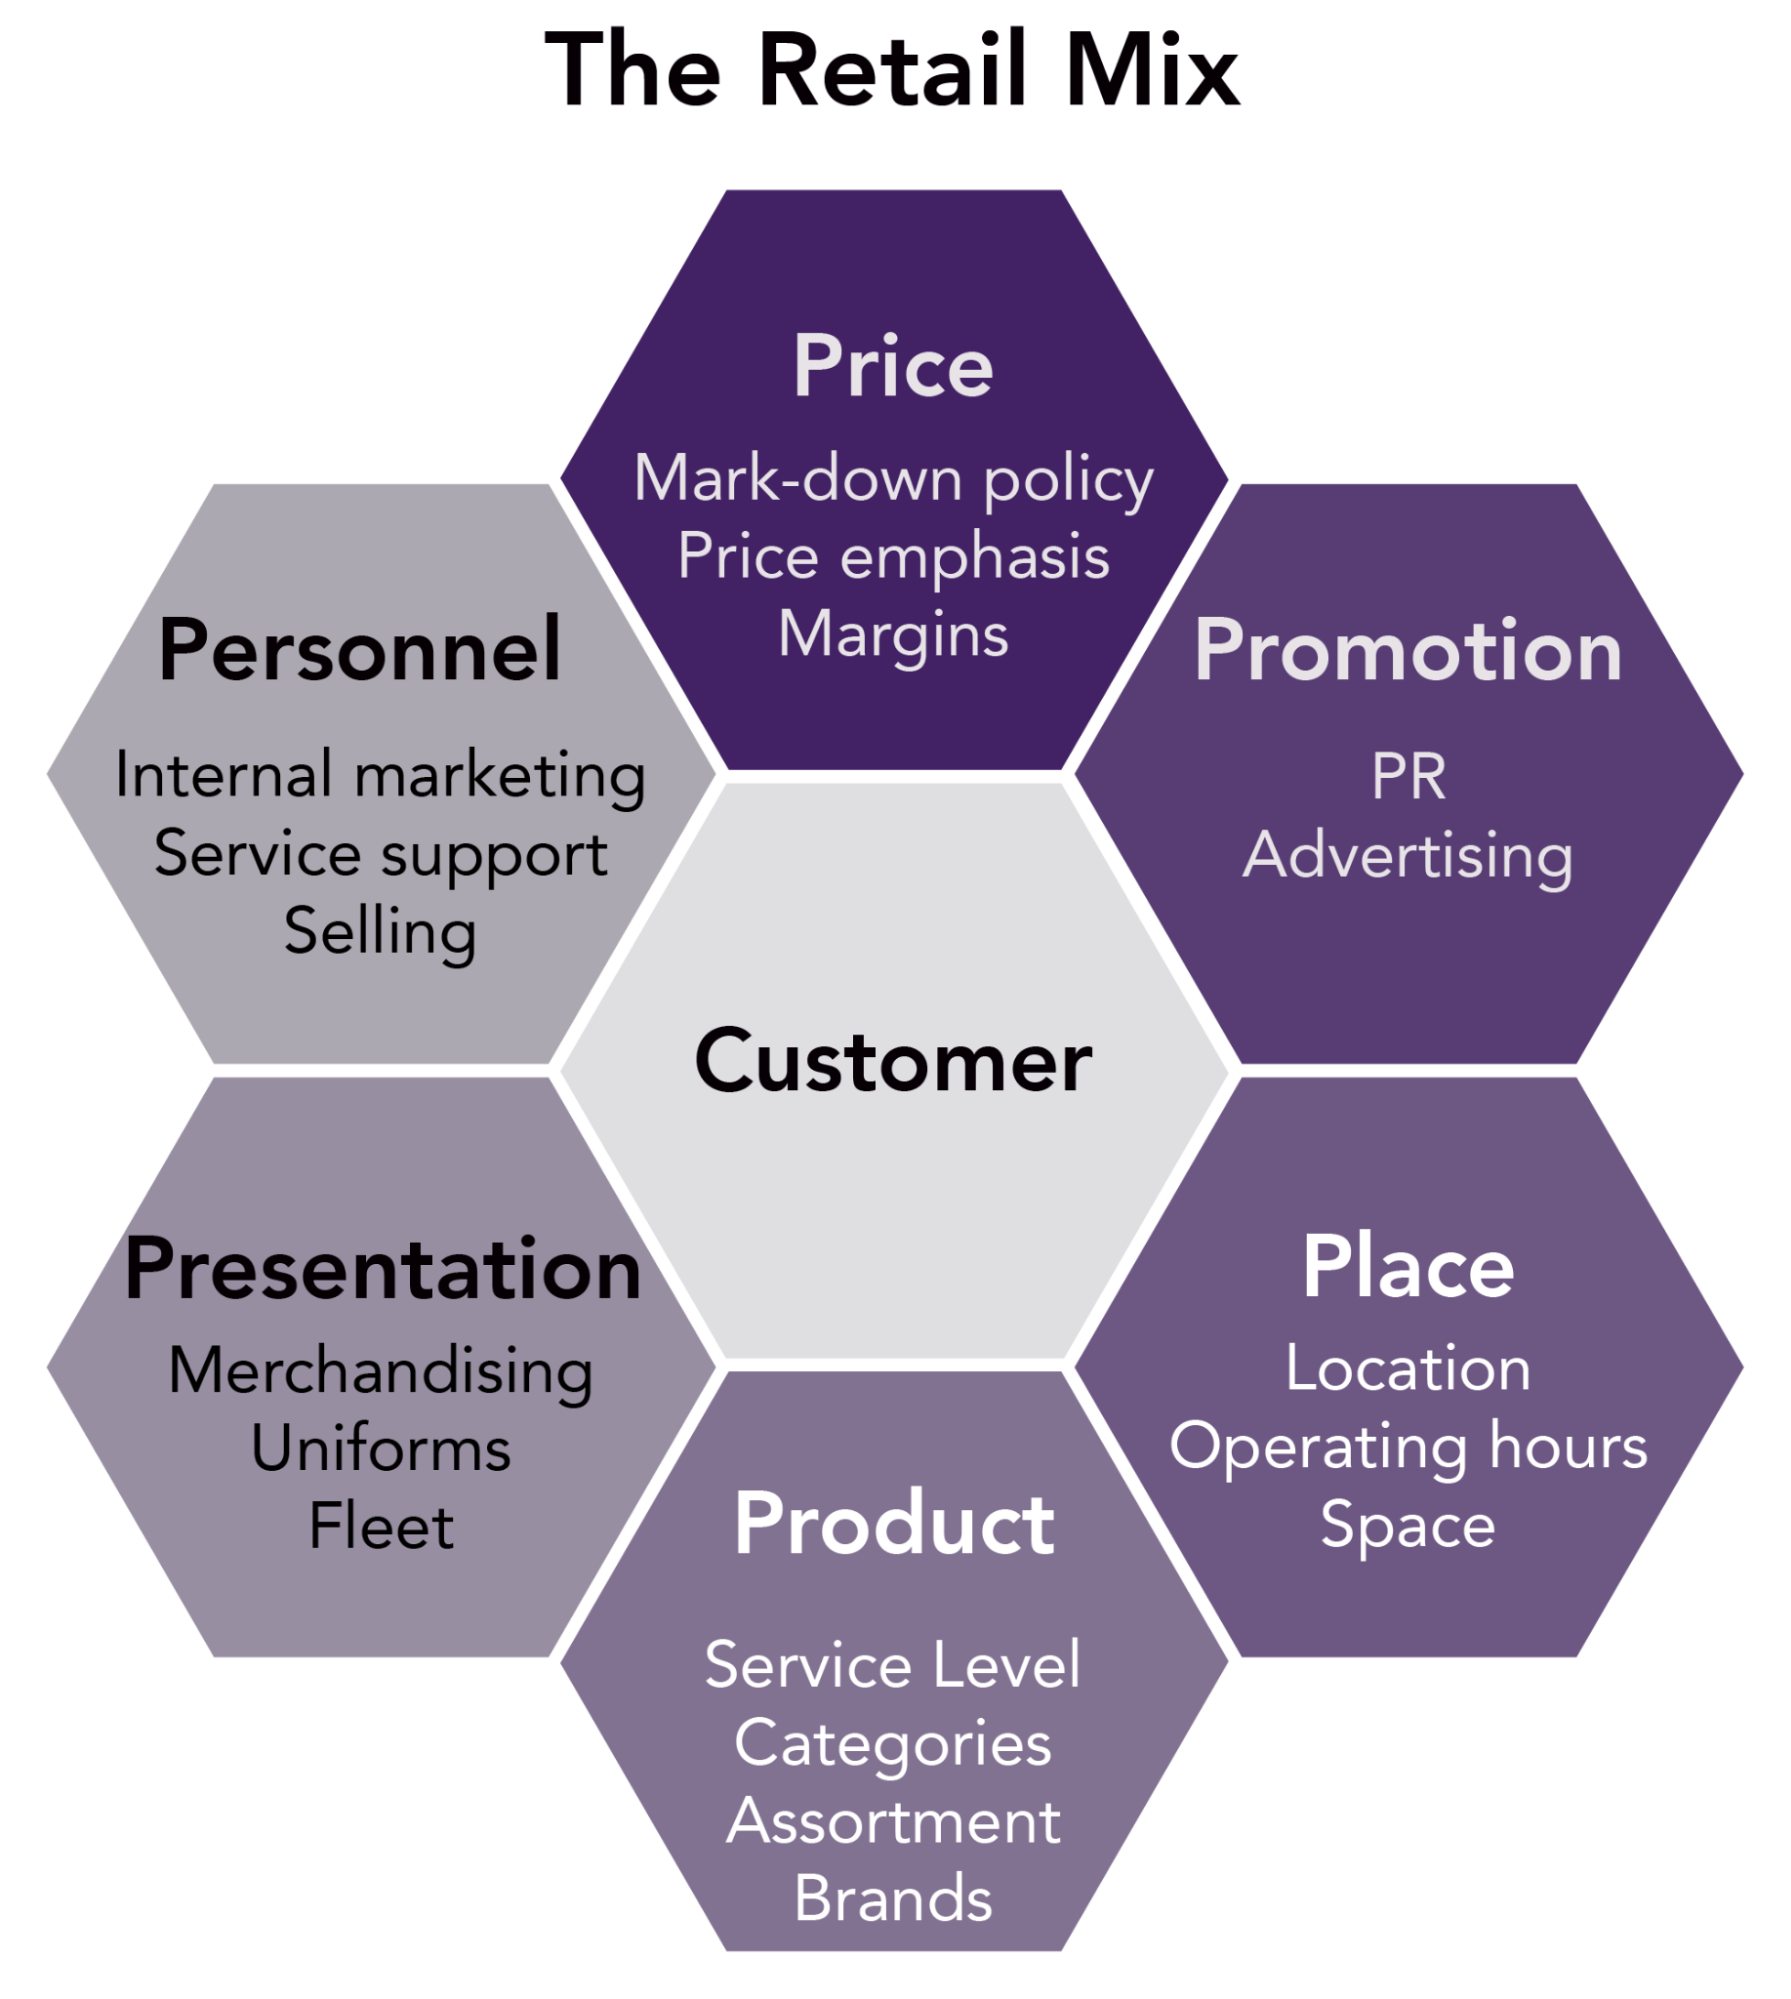 The Retail Mix
Price
Mark-down policy
Price emphasis
Margins
Promotion
PR
Advertising
Place
Location
Operating hours
Space
Product
Service Level
Categories
Assortment
Brands
Presentation
Merchandising
Uniforms
Fleet
Personnel
Internal marketing
Service support
Selling
Customer